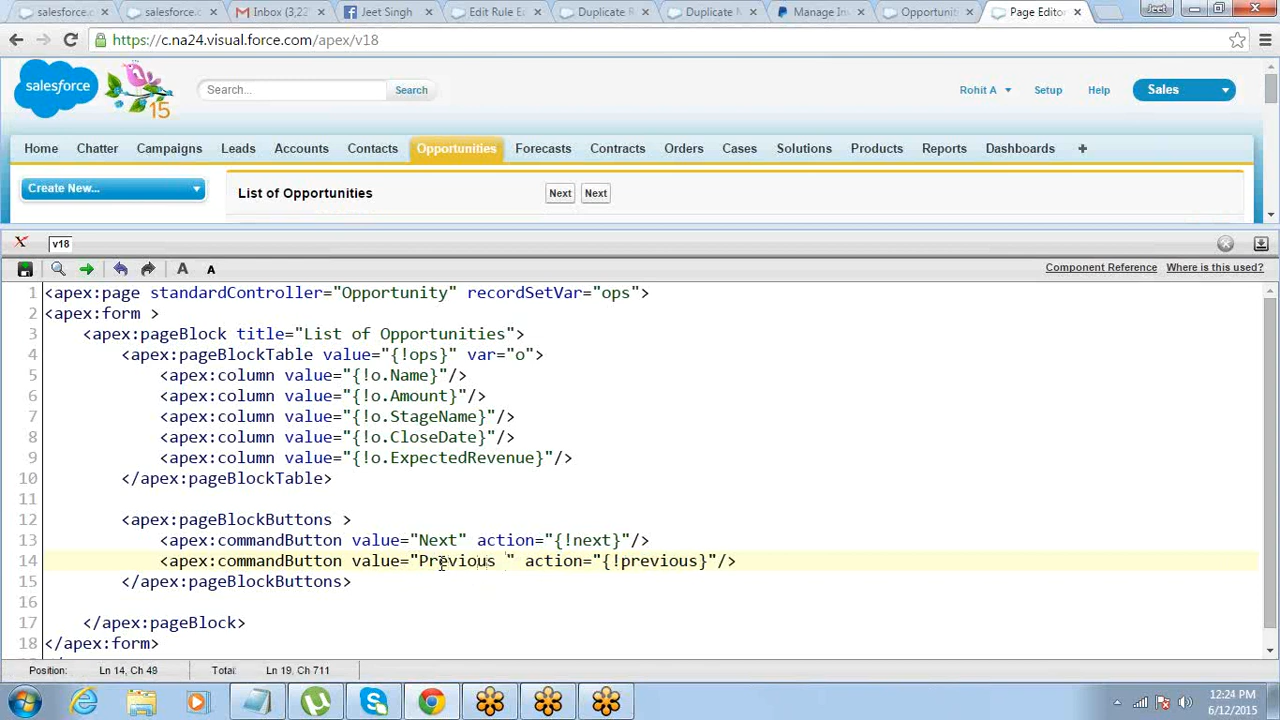 salesforce.co
salesforce.c
Inbox (3,22
Jeet Singh
Edit Rule E
Duplicate R
Duplicate M
Manage In
Opportuni
Page Editor
Jeet
https://c.na24.visual.force.com/apex/v18
salesforce
15
Search...
Search
Rohit A
Setup
Help
Sales
Home Chatter Campaigns Leads Accounts Contacts Opportunities Forecasts Contracts Orders Cases Solutions Products Reports Dashboards +
Create New...
List of Opportunities
Next
Next
v18
A
A
Component Reference
Where is this used?
1 <apex:page standardController="Opportunity" recordSetVar="ops">
2 <apex:form >
3 <apex:pageBlock title="List of Opportunities">
4 <apex:pageBlockTable value="{!ops}" var="o">
5 <apex:column value="{!o.Name}"/>
6 <apex:column value="{!o.Amount}"/>
7 <apex:column value="{!o.StageName}"/>
8 <apex:column value="{!o.CloseDate}"/>
9 <apex:column value="{!o.ExpectedRevenue}"/>
10 </apex:pageBlockTable>
11
12 <apex:pageBlockButtons >
13 <apex:commandButton value="Next" action="{!next}"/>
14 <apex:commandButton value="Previous " action="{!previous}"/>
15 </apex:pageBlockButtons>
16
17 </apex:pageBlock>
18 </apex:form>
Position: Ln 14, Ch 49 Total: Ln 19, Ch 711
12:24 PM
6/12/2015